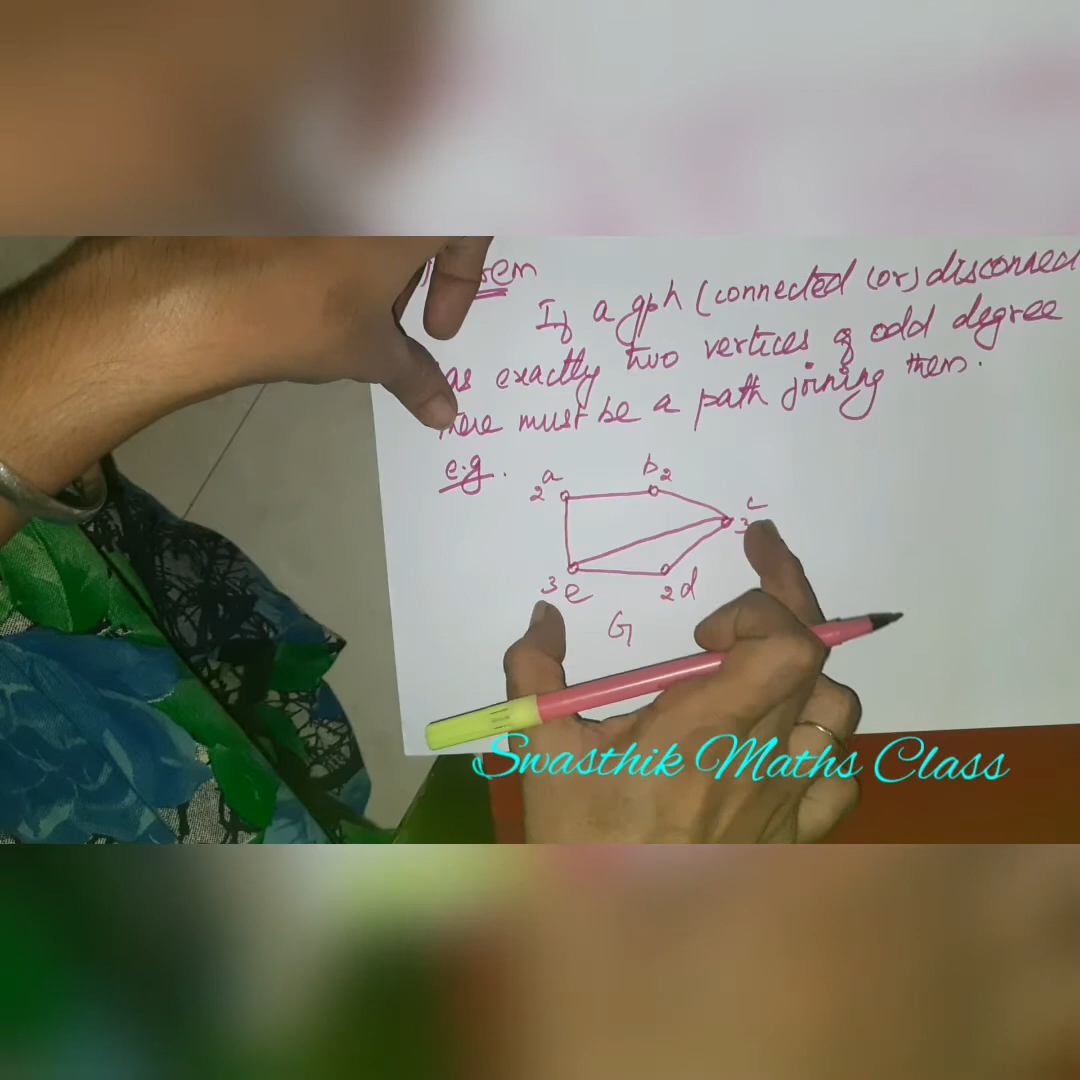 If a gph (connected (or) disconned
as exactly two vertices of odd degree
there must be a path joining them.
e.g.
a b
2 2
c
3
3 e 2 d
G
Swasthik Maths Class